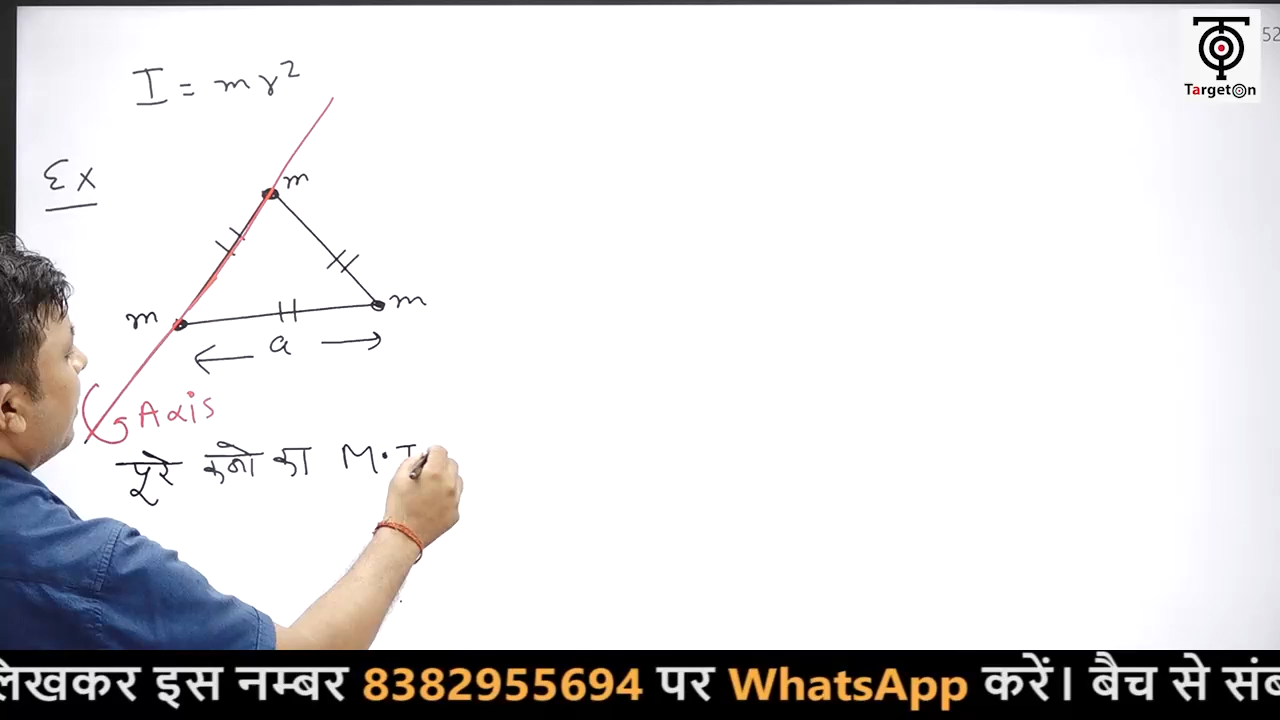 52
TargetOn
I = mr²
Ex
m
m
m
a
Axis
पूरे कणो का M.I
लिखकर इस नम्बर 8382955694 पर WhatsApp करें। बैच से संब